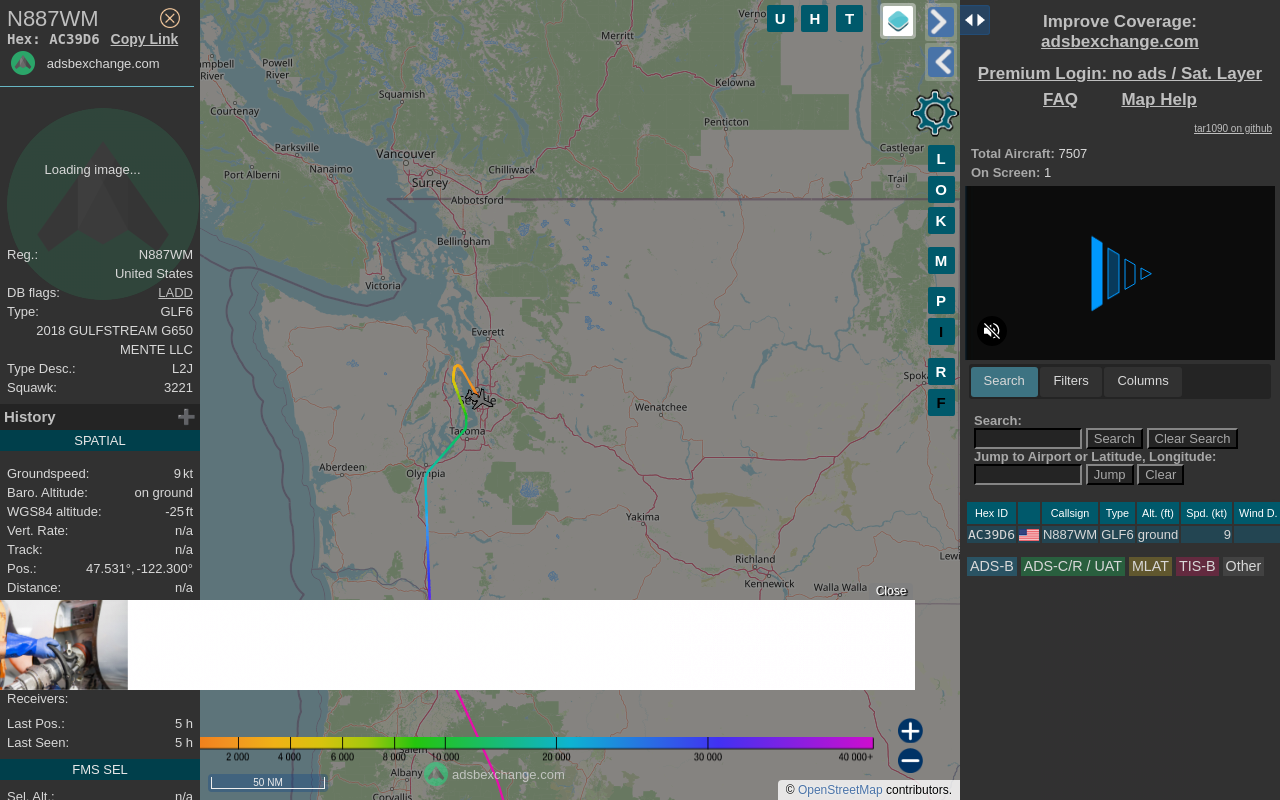 N887WM
Hex: AC39D6 Copy Link
adsbexchange.com
Loading image...
Reg.: N887WM
United States
DB flags: LADD
Type: GLF6
2018 GULFSTREAM G650
MENTE LLC
Type Desc.: L2J
Squawk: 3221
History
SPATIAL
Groundspeed: 9 kt
Baro. Altitude: on ground
WGS84 altitude: -25 ft
Vert. Rate: n/a
Track: n/a
Pos.: 47.531°, -122.300°
Distance: n/a
Receivers:
Last Pos.: 5 h
Last Seen: 5 h
FMS SEL
Sel. Alt.: n/a
U H T
L
O
K
M
P
I
R
F
Merritt
Powell
River
River
Squamish
Kelowna
Courtenay
Penticton
Parksville
Vancouver
Castlegar
Nanaimo
Chilliwack
Port Alberni
Surrey
Trail
Abbotsford
Bellingham
Victoria
Everett
Wenatchee
Tacoma
Aberdeen
Olympia
Yakima
Richland
Kennewick
Walla Walla
Close
2 000 4 000 6 000 8 000 10 000 20 000 30 000 40 000+
Salem
Albany
adsbexchange.com
50 NM
Corvallis
© OpenStreetMap contributors.
Improve Coverage:
adsbexchange.com
Premium Login: no ads / Sat. Layer
FAQ Map Help
tar1090 on github
Total Aircraft: 7507
On Screen: 1
Search Filters Columns
Search:
Search Clear Search
Jump to Airport or Latitude, Longitude:
Jump Clear
Hex ID Callsign Type Alt. (ft) Spd. (kt) Wind D.
AC39D6 N887WM GLF6 ground 9
ADS-B ADS-C/R / UAT MLAT TIS-B Other